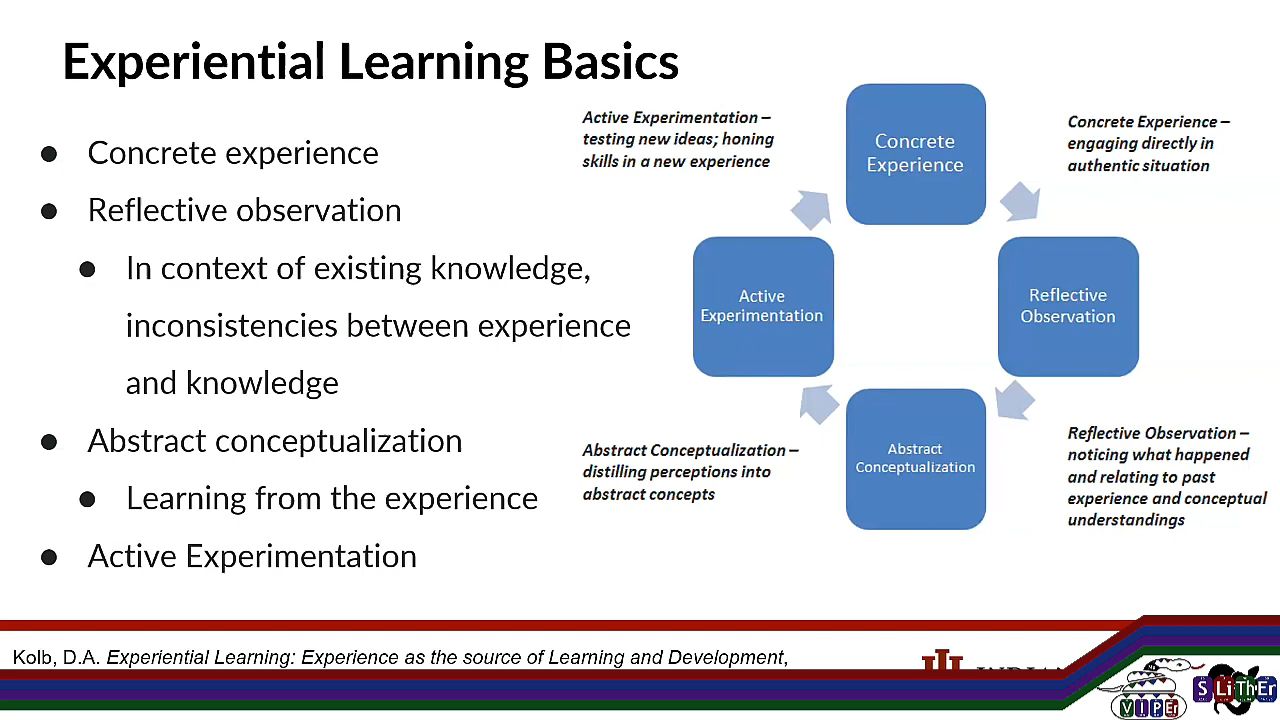 Experiential Learning Basics
● Concrete experience
● Reflective observation
● In context of existing knowledge,
inconsistencies between experience
and knowledge
● Abstract conceptualization
● Learning from the experience
● Active Experimentation
Active Experimentation –
testing new ideas; honing
skills in a new experience
Concrete
Experience
Concrete Experience –
engaging directly in
authentic situation
Active
Experimentation
Reflective
Observation
Abstract Conceptualization –
distilling perceptions into
abstract concepts
Abstract
Conceptualization
Reflective Observation –
noticing what happened
and relating to past
experience and conceptual
understandings
Kolb, D.A. Experiential Learning: Experience as the source of Learning and Development,
VIPEr
SLiThEr